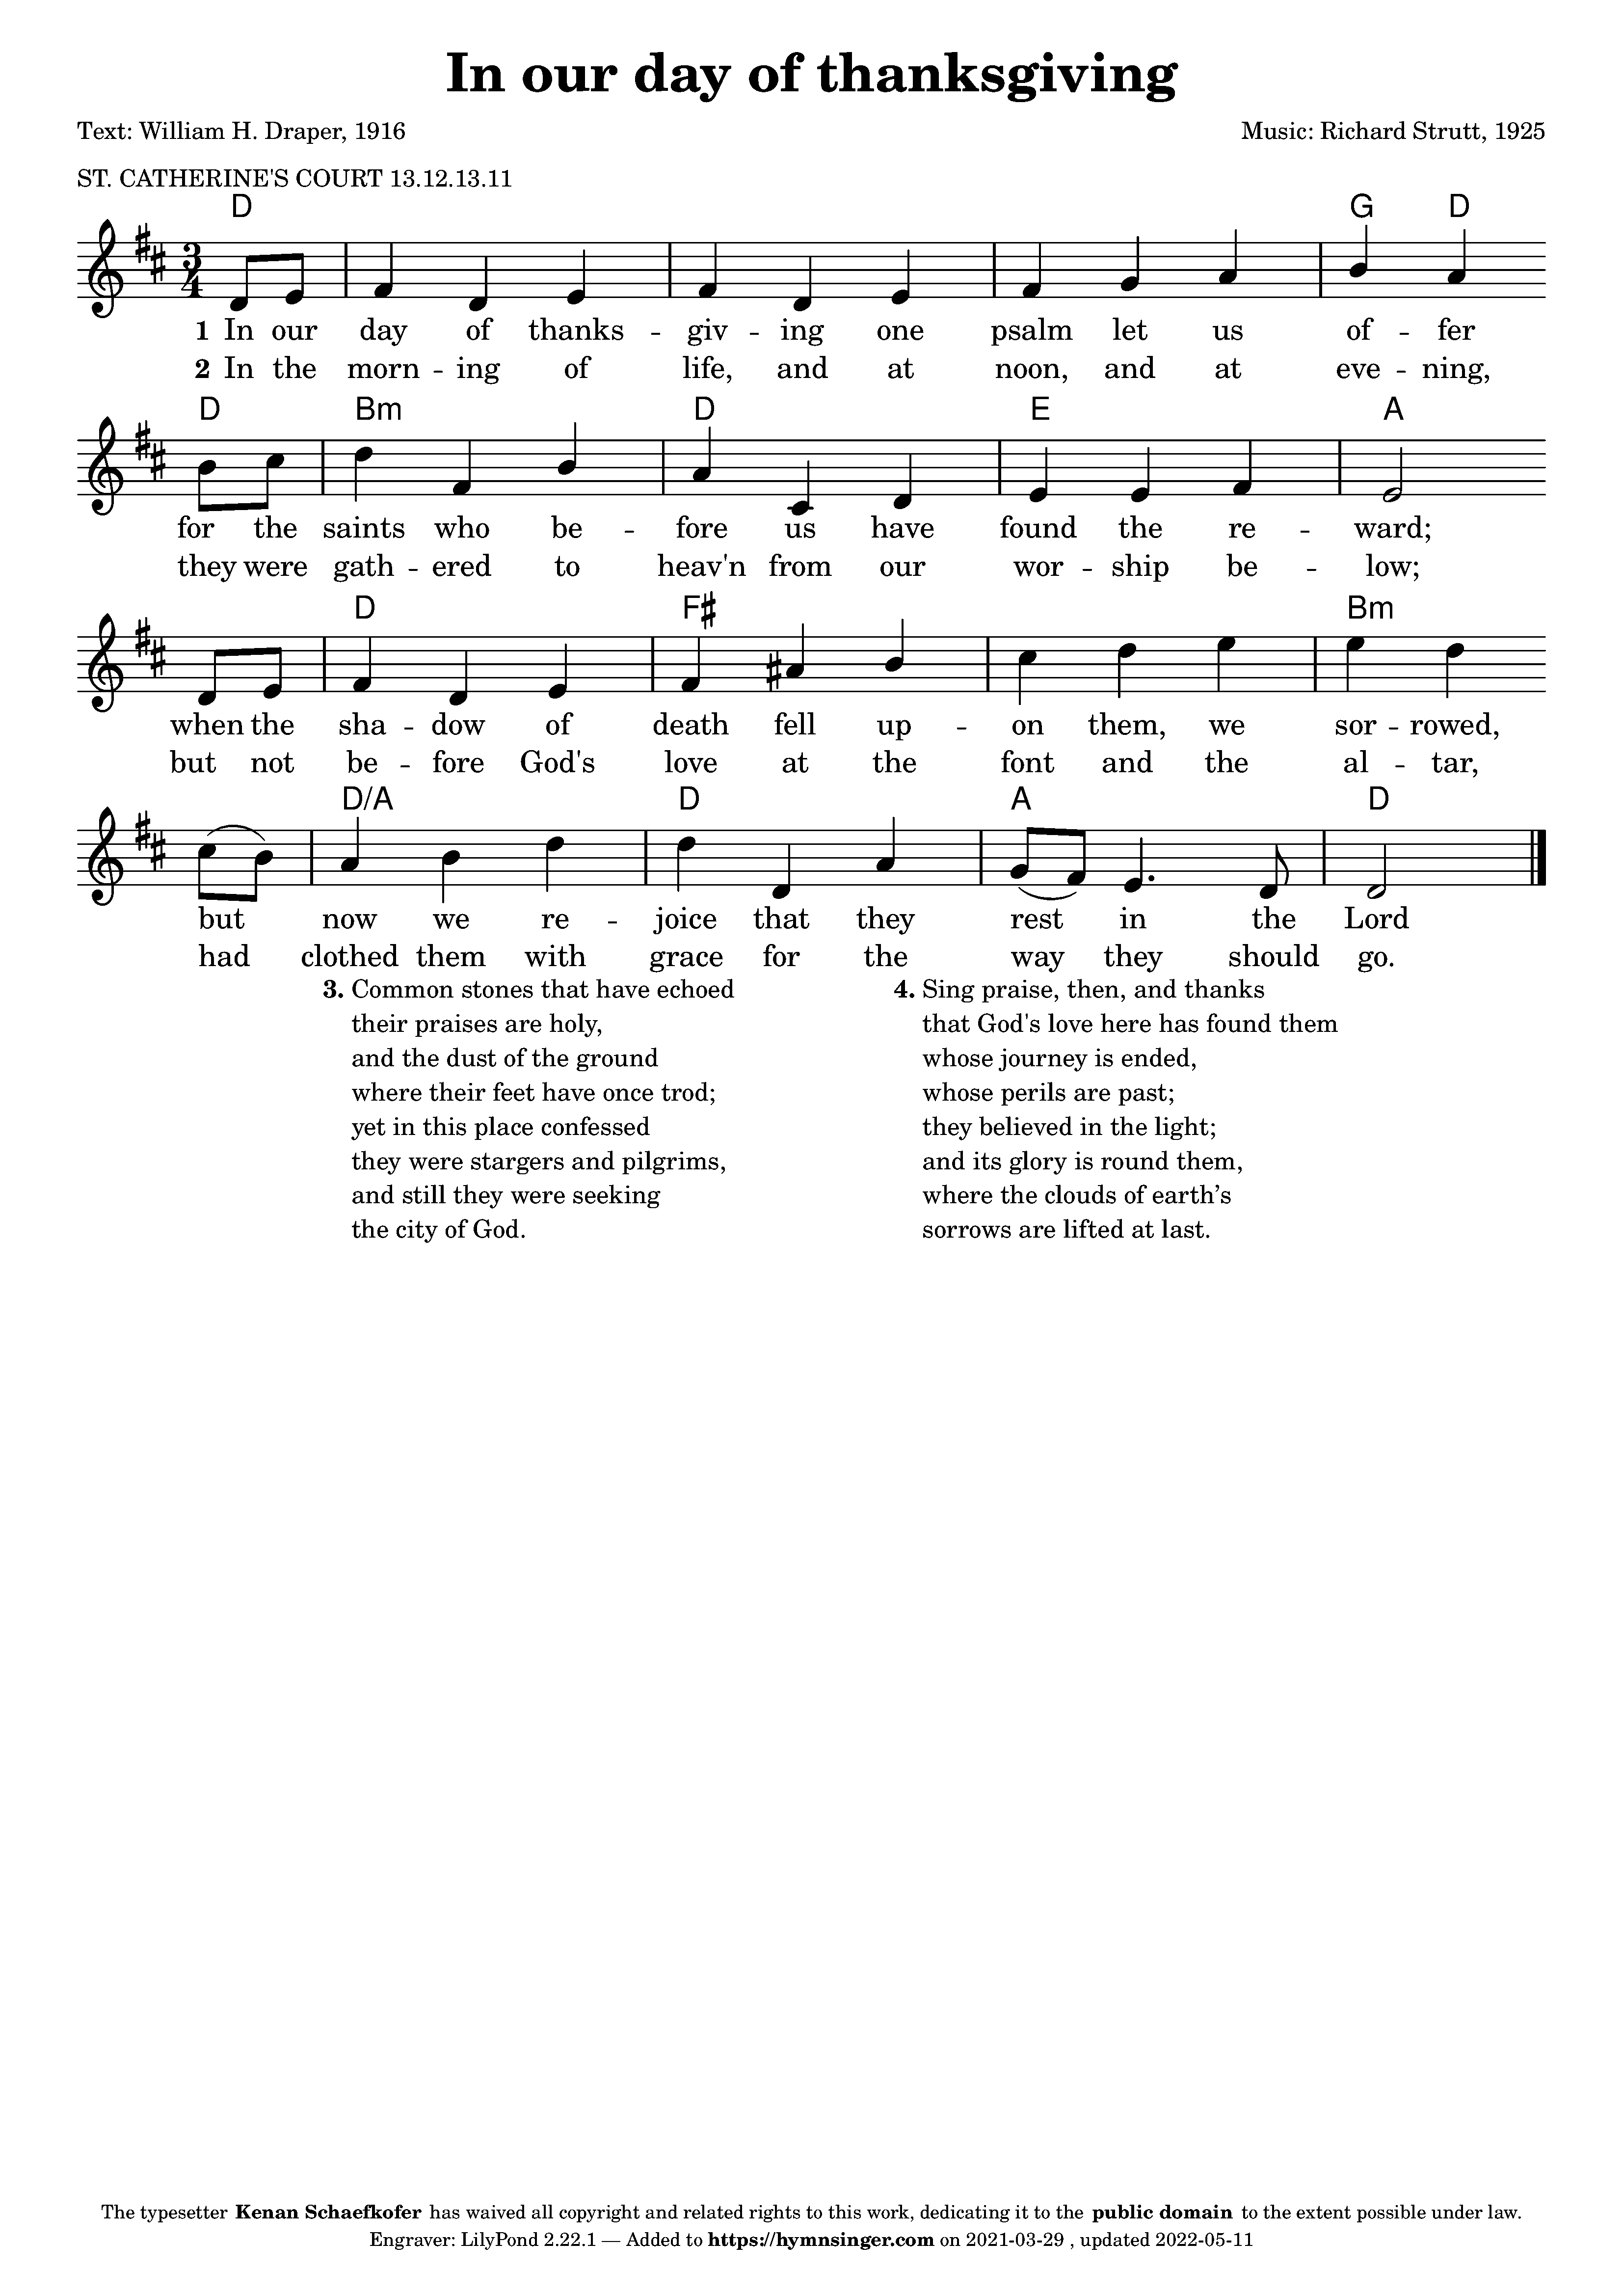 In our day of thanksgiving
Text: William H. Draper, 1916
Music: Richard Strutt, 1925
ST. CATHERINE'S COURT 13.12.13.11
D G D
3
4
1 In our day of thanks -- giv -- ing one psalm let us of -- fer
2 In the morn -- ing of life, and at noon, and at eve -- ning,
D Bm D E A
for the saints who be -- fore us have found the re -- ward;
they were gath -- ered to heav'n from our wor -- ship be -- low;
D F♯ Bm
when the sha -- dow of death fell up -- on them, we sor -- rowed,
but not be -- fore God's love at the font and the al -- tar,
D/A D A D
but now we re -- joice that they rest in the Lord
had clothed them with grace for the way they should go.
3. Common stones that have echoed
their praises are holy,
and the dust of the ground
where their feet have once trod;
yet in this place confessed
they were stargers and pilgrims,
and still they were seeking
the city of God.
4. Sing praise, then, and thanks
that God's love here has found them
whose journey is ended,
whose perils are past;
they believed in the light;
and its glory is round them,
where the clouds of earth’s
sorrows are lifted at last.
The typesetter Kenan Schaefkofer has waived all copyright and related rights to this work, dedicating it to the public domain to the extent possible under law.
Engraver: LilyPond 2.22.1 — Added to https://hymnsinger.com on 2021-03-29 , updated 2022-05-11